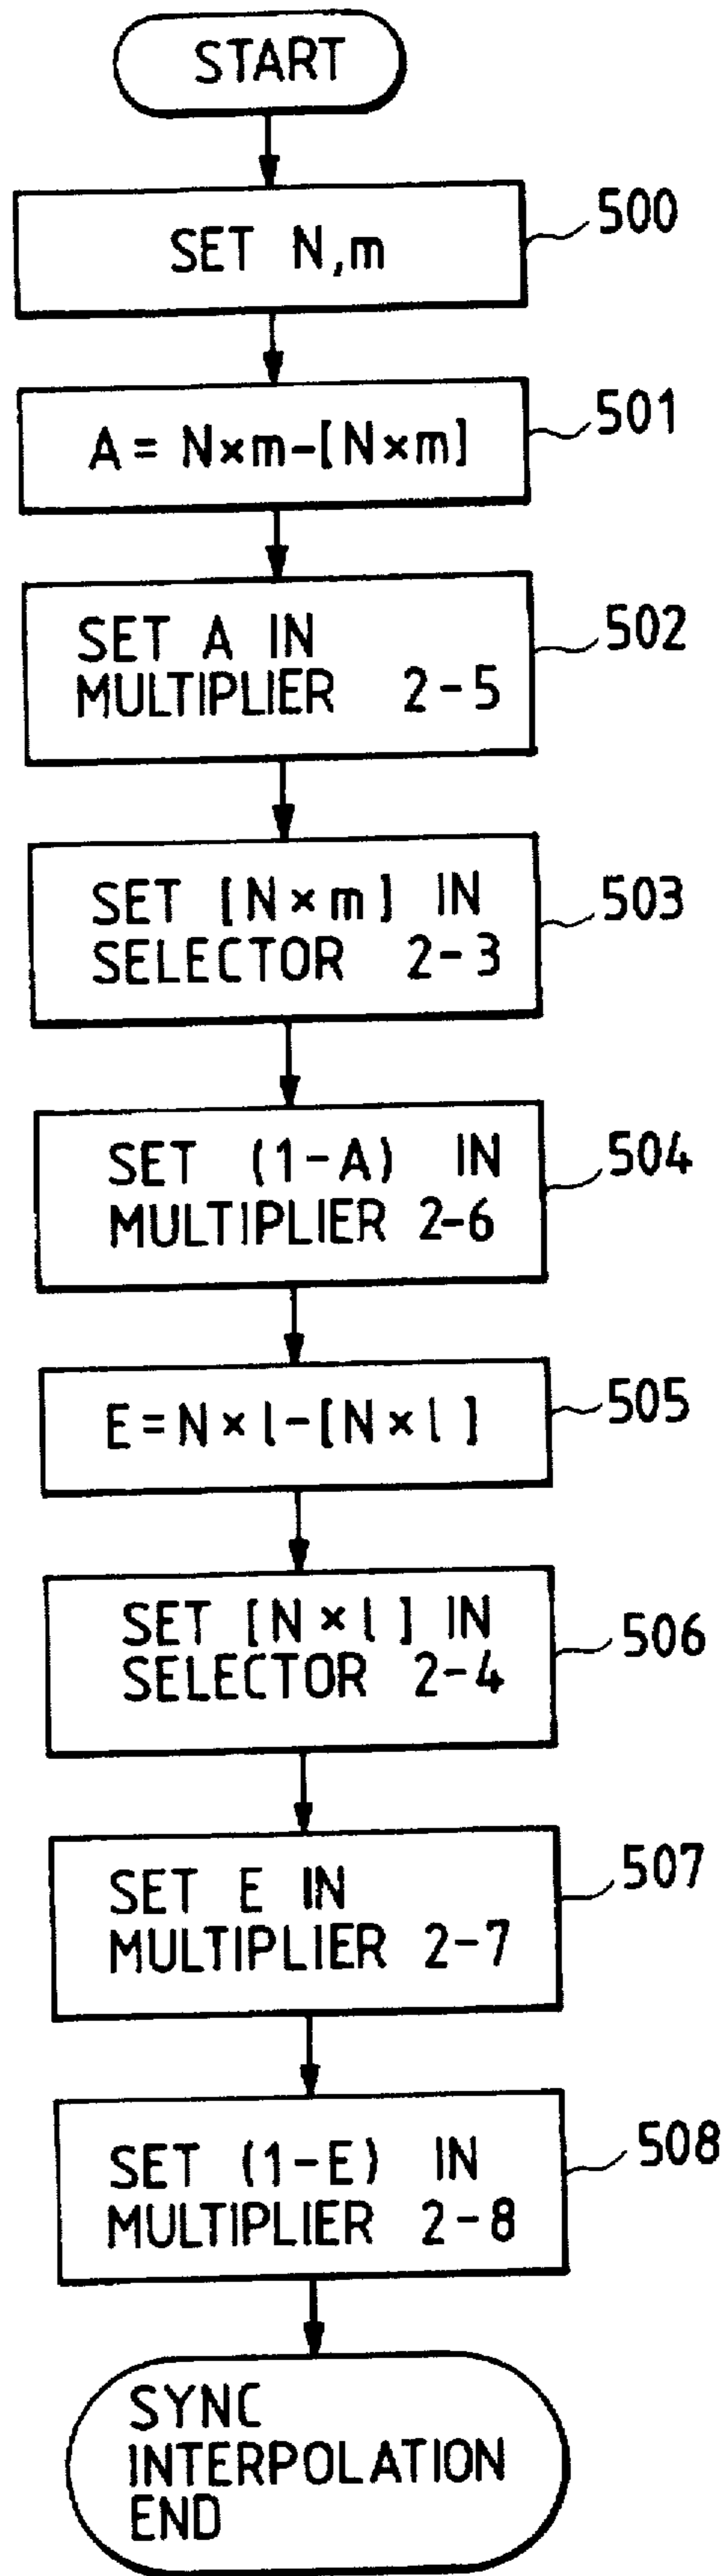 START
SET N,m
500
A = N×m-[N×m]
501
SET A IN
MULTIPLIER 2-5
502
SET [N×m] IN
SELECTOR 2-3
503
SET (1-A) IN
MULTIPLIER 2-6
504
E=N×l-[N×l]
505
SET [N×l] IN
SELECTOR 2-4
506
SET E IN
MULTIPLIER 2-7
507
SET (1-E) IN
MULTIPLIER 2-8
508
SYNC
INTERPOLATION
END